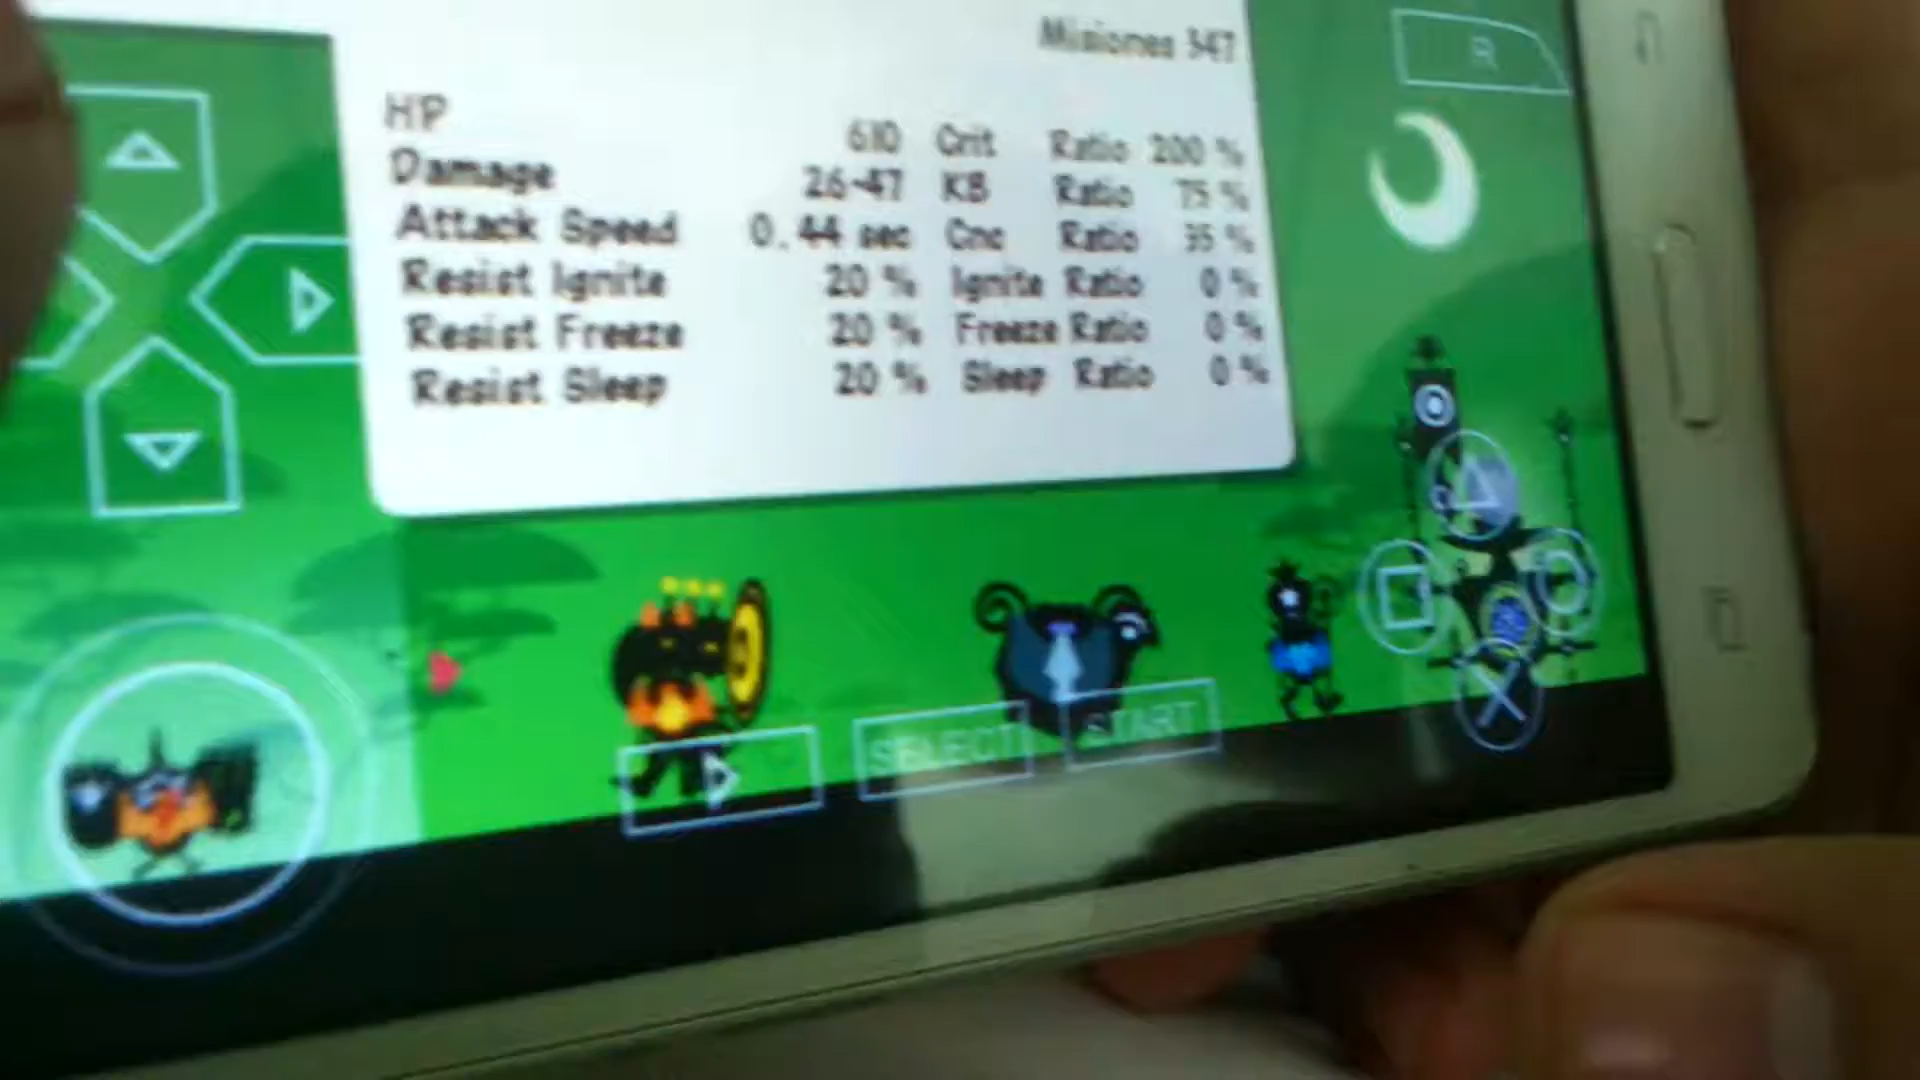 Misiones 347
R
HP 610 Crit Ratio 200 %
Damage 26-47 KB Ratio 75 %
Attack Speed 0.44 sec Cnc Ratio 35 %
Resist Ignite 20 % Ignite Ratio 0 %
Resist Freeze 20 % Freeze Ratio 0 %
Resist Sleep 20 % Sleep Ratio 0 %
SELECT START